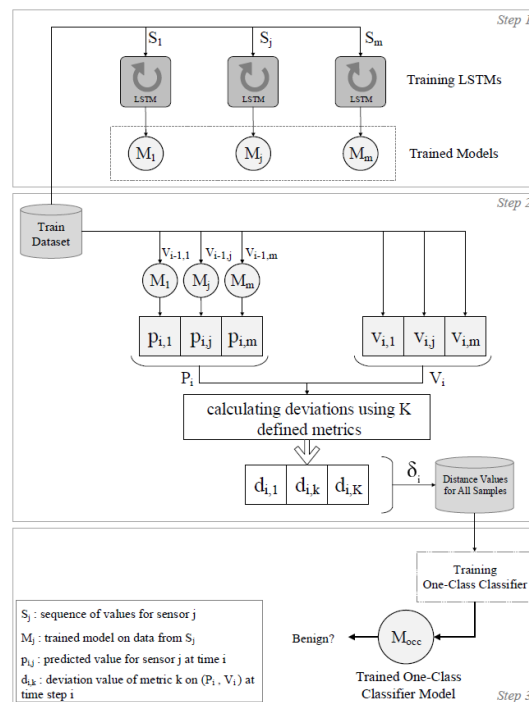 Step 1
S1 Sj Sm
LSTM LSTM LSTM
Training LSTMs
M1 Mj Mm
Trained Models
Step 2
Train
Dataset
Vi-1,1 Vi-1,j Vi-1,m
M1 Mj Mm
pi,1 pi,j pi,m
vi,1 vi,j vi,m
Pi Vi
calculating deviations using K
defined metrics
di,1 di,k di,K
δi
Distance Values
for All Samples
Training
One-Class Classifier
Sj : sequence of values for sensor j
Mj : trained model on data from Sj
pi,j : predicted value for sensor j at time i
di,k : deviation value of metric k on (Pi , Vi ) at
time step i
Benign?
Mocc
Trained One-Class
Classifier Model
Step 3